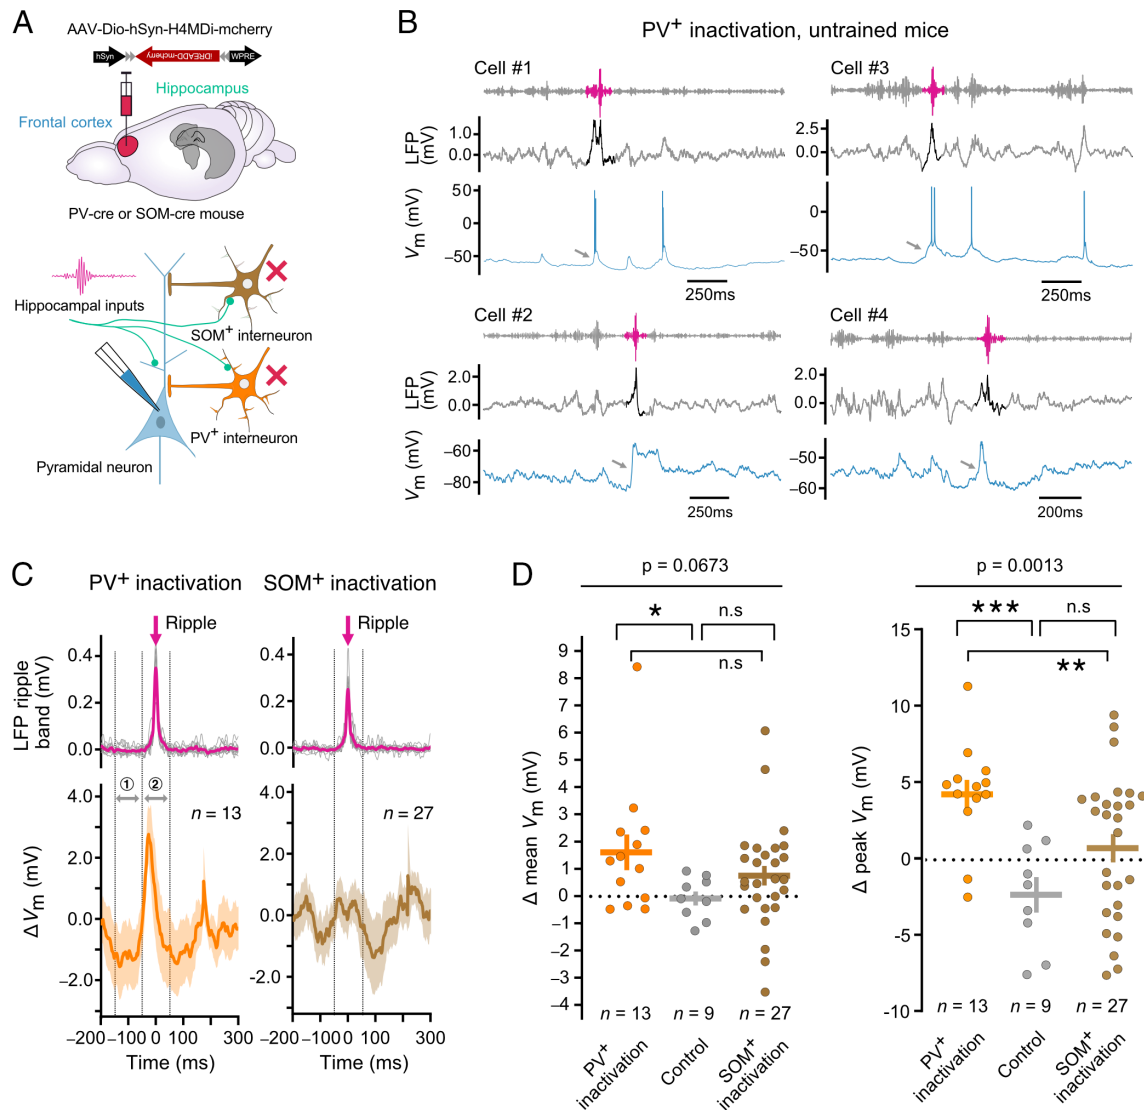 A
AAV-Dio-hSyn-H4MDi-mcherry
hSyn
iDREADD-mcherry
WPRE
Hippocampus
Frontal cortex
PV-cre or SOM-cre mouse
Hippocampal inputs
SOM+ interneuron
PV+ interneuron
Pyramidal neuron
B
PV+ inactivation, untrained mice
Cell #1
LFP (mV)
1.0
0.0
Vm (mV)
50
0
−50
250ms
Cell #3
2.5
0.0
0
−50
250ms
Cell #2
LFP (mV)
2.0
0.0
Vm (mV)
−60
−80
250ms
Cell #4
2.0
0.0
−50
−60
200ms
C
PV+ inactivation
SOM+ inactivation
Ripple
Ripple
LFP ripple
band (mV)
0.4
0.2
0.0
0.4
0.2
0.0
① ②
n = 13
n = 27
Δ Vm (mV)
4.0
2.0
0.0
−2.0
2.0
0.0
-2.0
−200 −100 0 100 300
Time (ms)
−200 0 100 300
Time (ms)
D
p = 0.0673
*
n.s
n.s
Δ mean Vm (mV)
9
8
7
6
5
4
3
2
1
0
−1
−2
−3
−4
n = 13
n = 9
n = 27
PV+
inactivation
Control
SOM+
inactivation
p = 0.0013
***
n.s
**
Δ peak Vm (mV)
15
10
5
0
-5
-10
n = 13
n = 9
n = 27
PV+
inactivation
Control
SOM+
inactivation